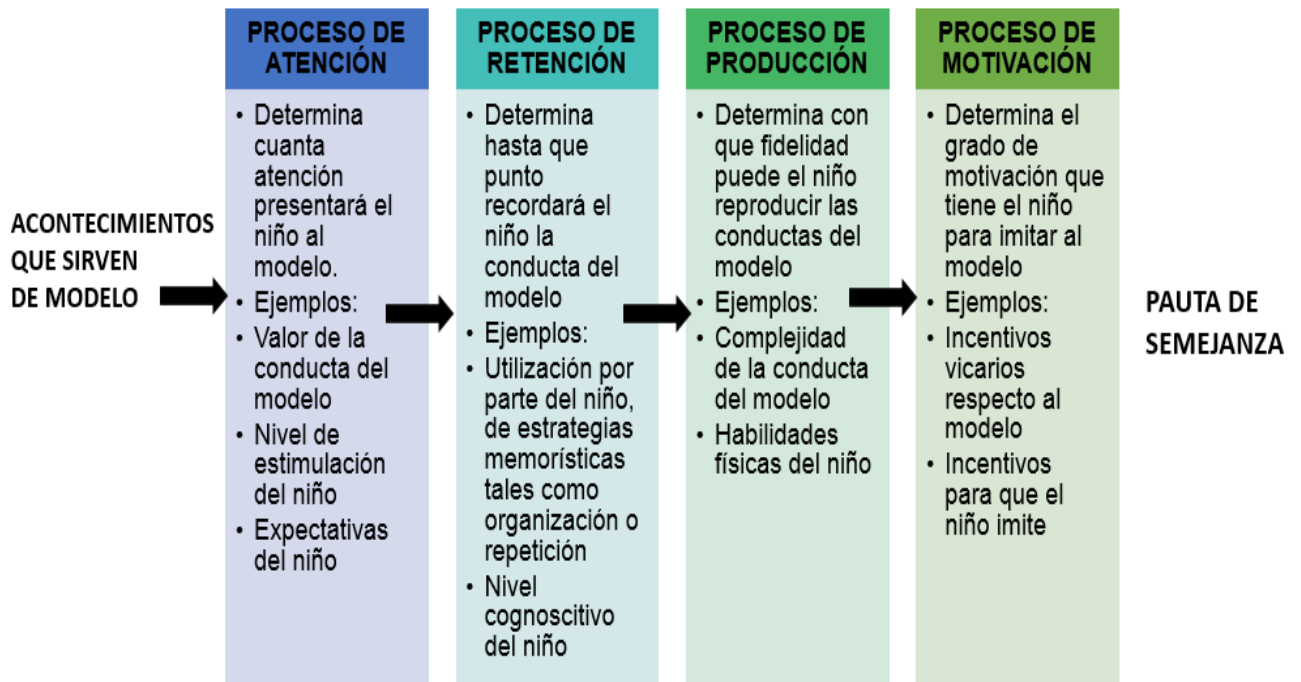 ACONTECIMIENTOS
QUE SIRVEN
DE MODELO
PROCESO DE
ATENCIÓN
• Determina
cuanta
atención
presentará el
niño al
modelo.
• Ejemplos:
• Valor de la
conducta del
modelo
• Nivel de
estimulación
del niño
• Expectativas
del niño
PROCESO DE
RETENCIÓN
• Determina
hasta que
punto
recordará el
niño la
conducta del
modelo
• Ejemplos:
• Utilización por
parte del niño,
de estrategias
memorísticas
tales como
organización o
repetición
• Nivel
cognoscitivo
del niño
PROCESO DE
PRODUCCIÓN
• Determina con
que fidelidad
puede el niño
reproducir las
conductas del
modelo
• Ejemplos:
• Complejidad
de la conducta
del modelo
• Habilidades
físicas del niño
PROCESO DE
MOTIVACIÓN
• Determina el
grado de
motivación que
tiene el niño
para imitar al
modelo
• Ejemplos:
• Incentivos
vicarios
respecto al
modelo
• Incentivos
para que el
niño imite
PAUTA DE
SEMEJANZA